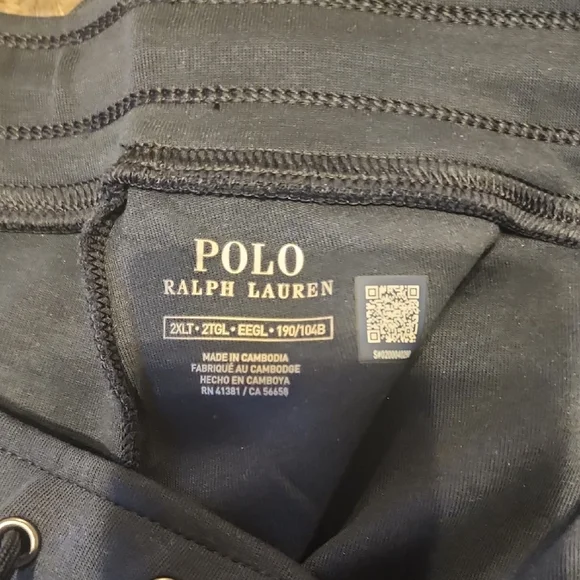 POLO
RALPH LAUREN
2XLT • 2TGL • EEGL • 190/104B
MADE IN CAMBODIA
FABRIQUÉ AU CAMBODGE
HECHO EN CAMBOYA
RN 41381 / CA 56650